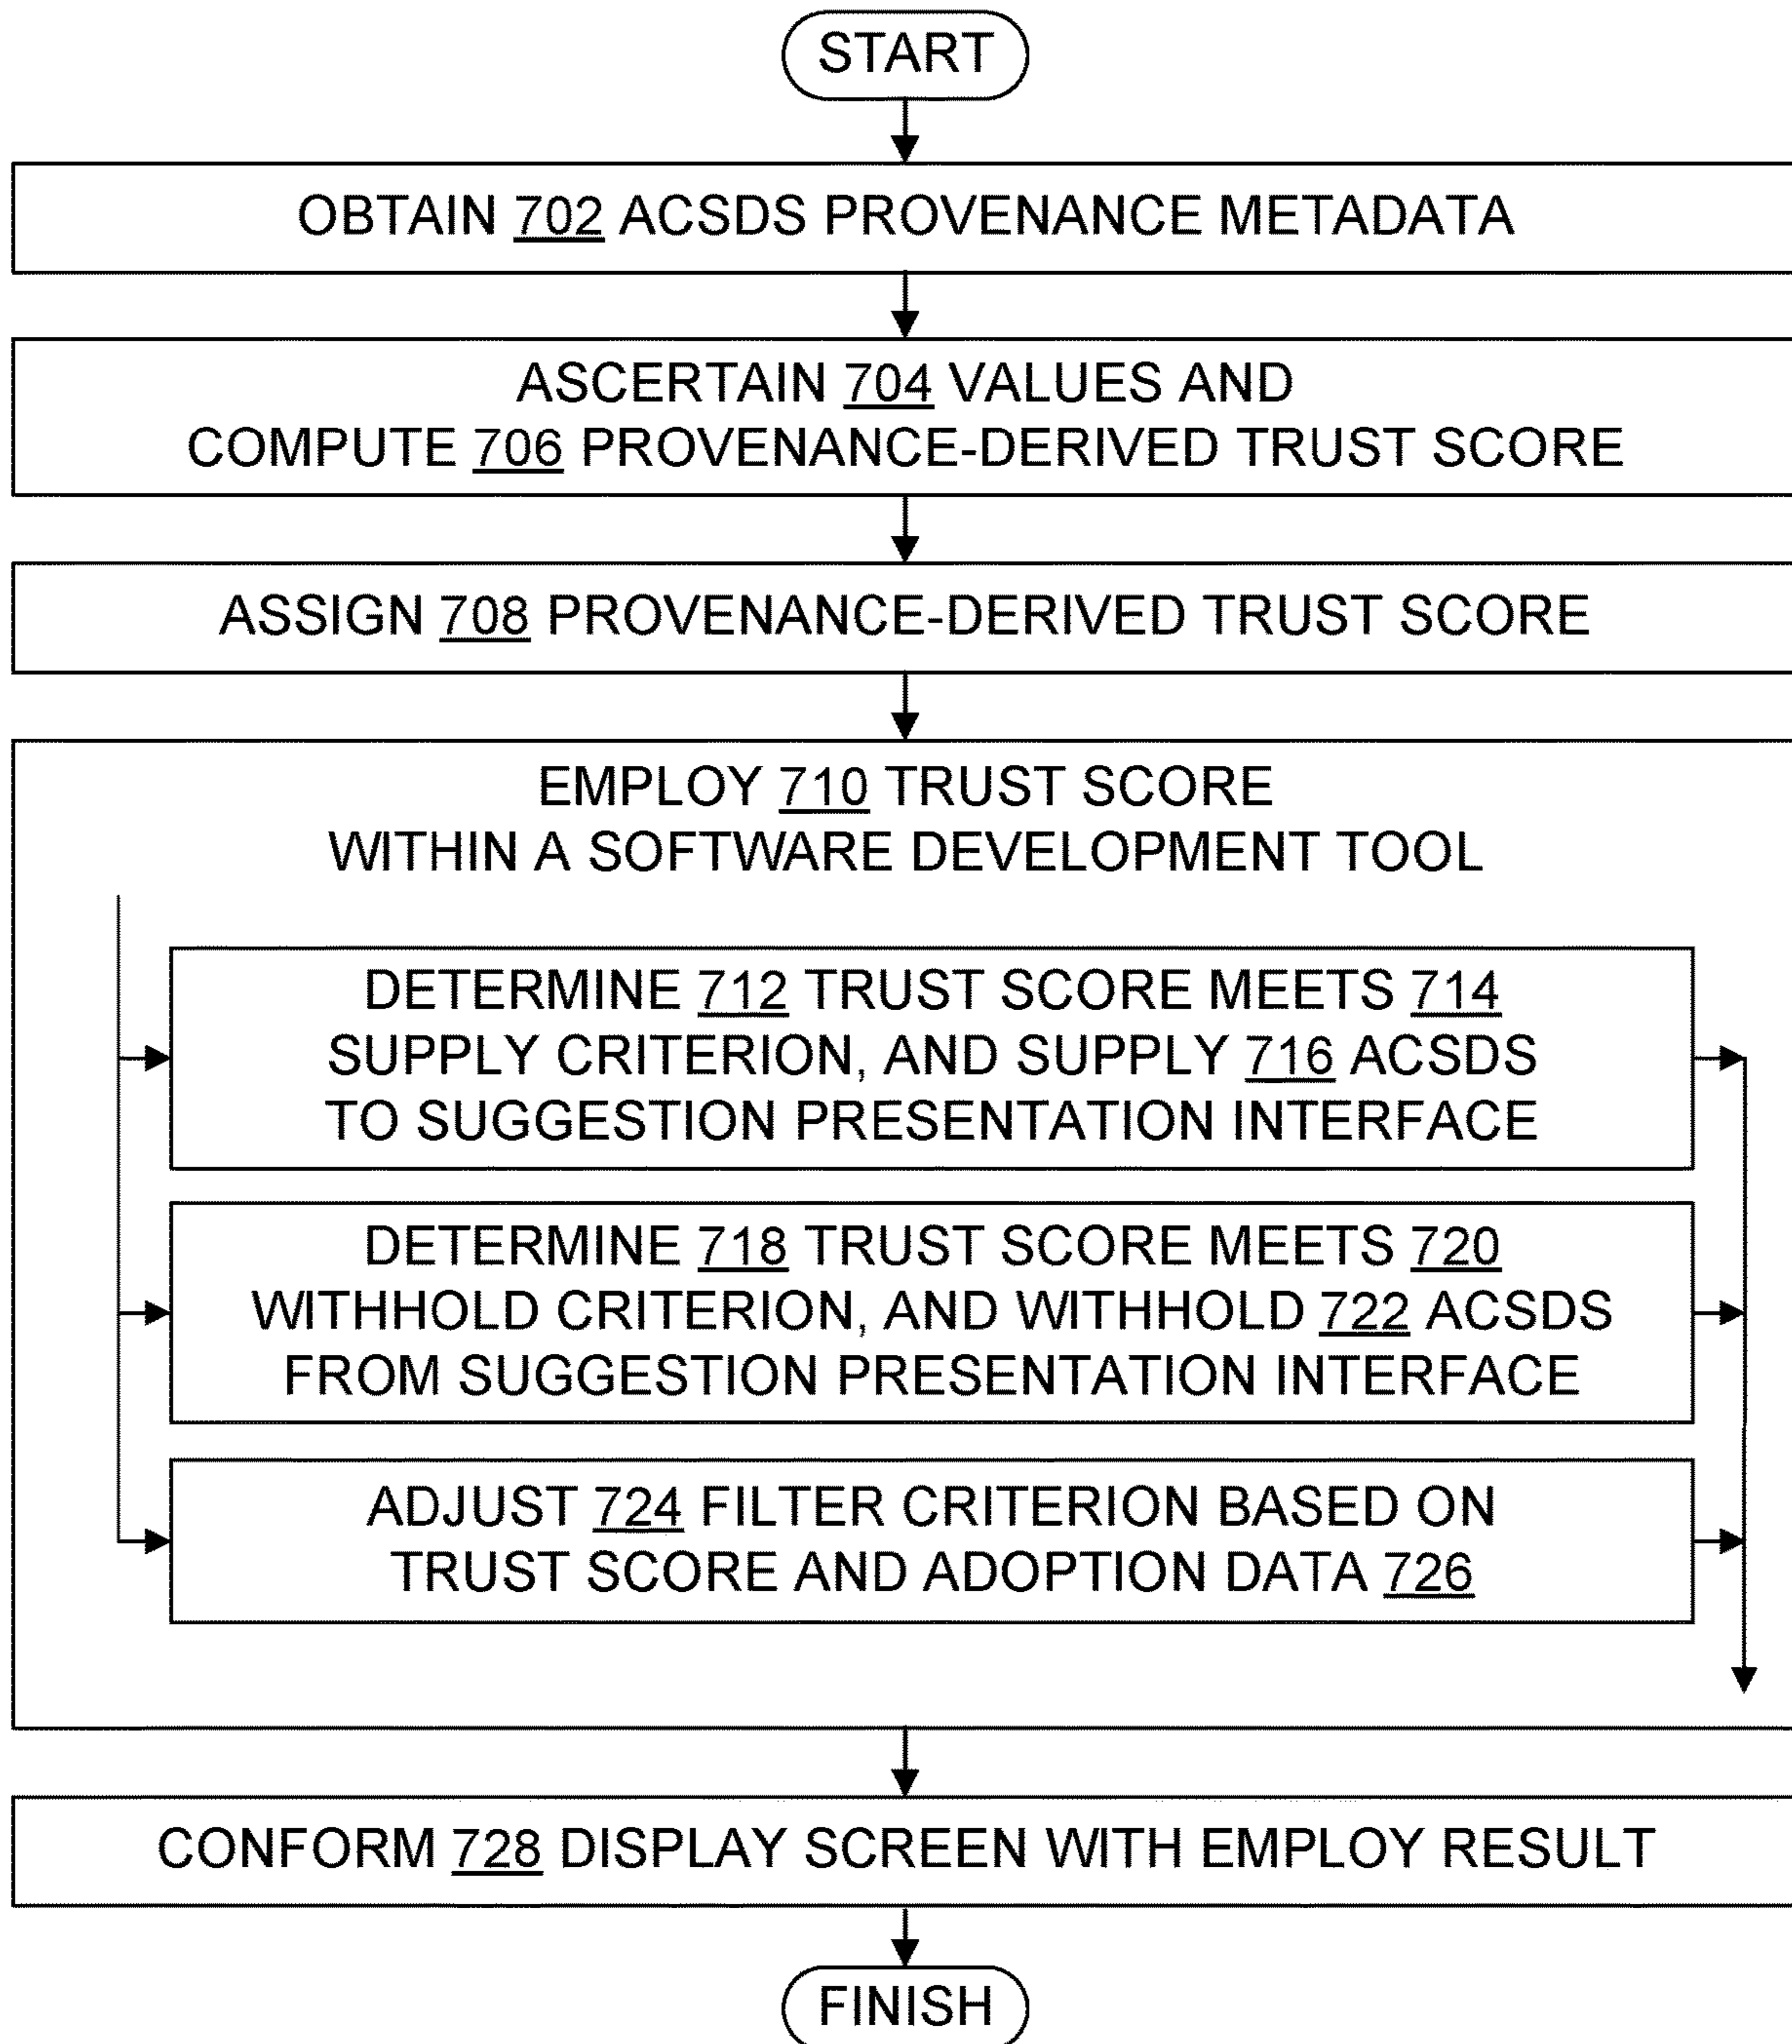 START
OBTAIN 702 ACSDS PROVENANCE METADATA
ASCERTAIN 704 VALUES AND
COMPUTE 706 PROVENANCE-DERIVED TRUST SCORE
ASSIGN 708 PROVENANCE-DERIVED TRUST SCORE
EMPLOY 710 TRUST SCORE
WITHIN A SOFTWARE DEVELOPMENT TOOL
DETERMINE 712 TRUST SCORE MEETS 714
SUPPLY CRITERION, AND SUPPLY 716 ACSDS
TO SUGGESTION PRESENTATION INTERFACE
DETERMINE 718 TRUST SCORE MEETS 720
WITHHOLD CRITERION, AND WITHHOLD 722 ACSDS
FROM SUGGESTION PRESENTATION INTERFACE
ADJUST 724 FILTER CRITERION BASED ON
TRUST SCORE AND ADOPTION DATA 726
CONFORM 728 DISPLAY SCREEN WITH EMPLOY RESULT
FINISH